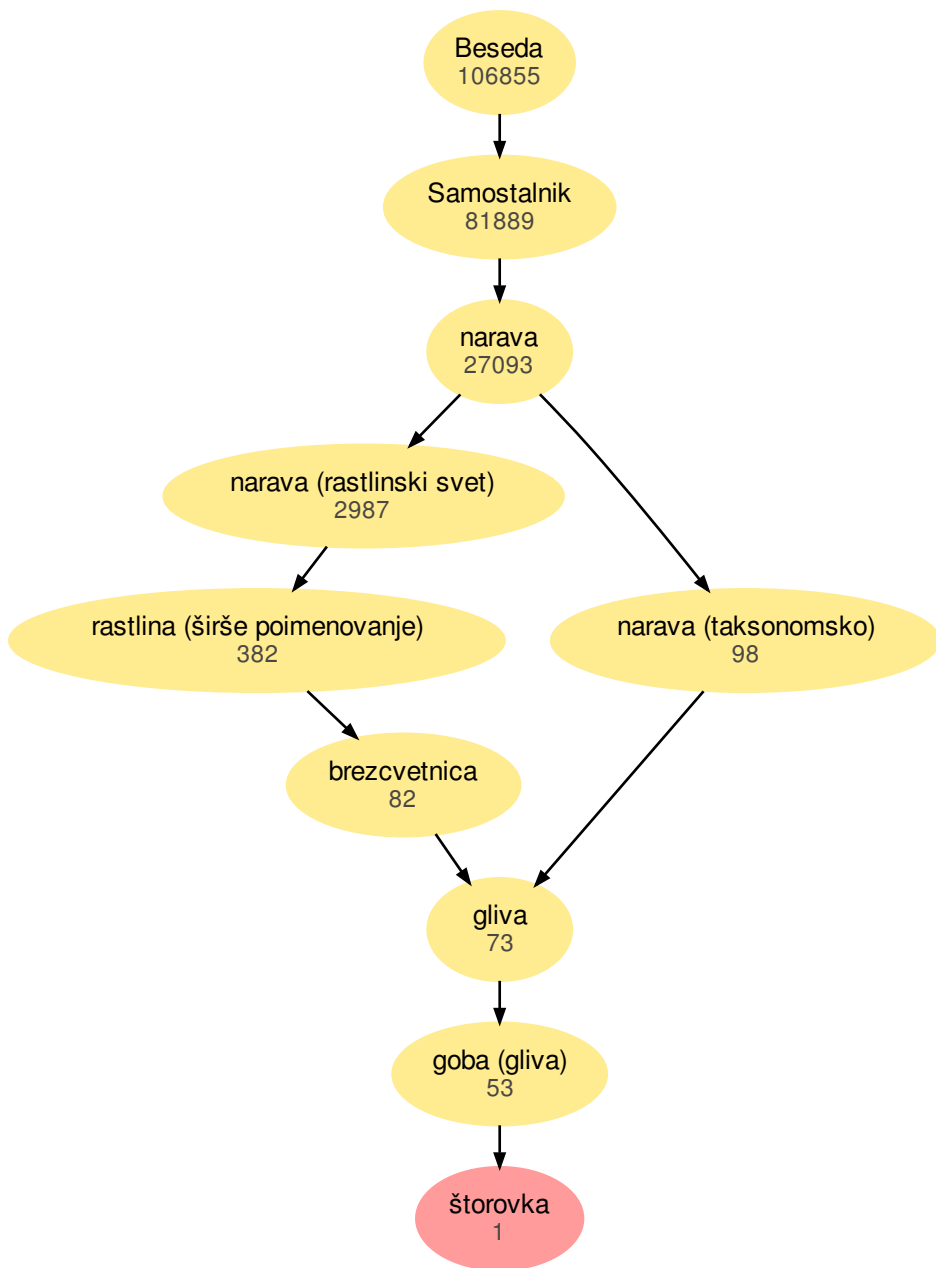 Beseda
106855
Samostalnik
81889
narava
27093
narava (rastlinski svet)
2987
rastlina (širše poimenovanje)
382
narava (taksonomsko)
98
brezcvetnica
82
gliva
73
goba (gliva)
53
štorovka
1